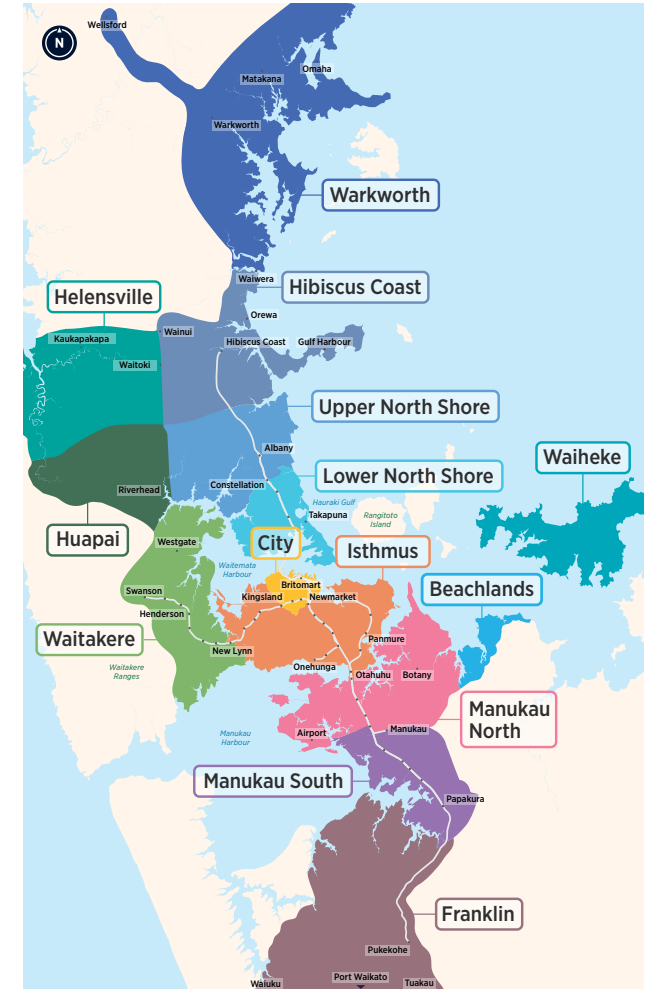 Wellsford
N
Omaha
Matakana
Warkworth
Warkworth
Waiwera
Hibiscus Coast
Helensville
Orewa
Wainui
Kaukapakapa
Hibiscus Coast
Gulf Harbour
Waitoki
Upper North Shore
Albany
Waiheke
Lower North Shore
Constellation
Riverhead
Hauraki Gulf
Takapuna
Rangitoto
Island
Huapai
Westgate
City
Isthmus
Waitemata
Harbour
Beachlands
Britomart
Swanson
Kingsland
Newmarket
Henderson
Waitakere
Panmure
New Lynn
Waitakere
Ranges
Onehunga
Otahuhu
Botany
Manukau
North
Airport
Manukau
Manukau
Harbour
Manukau South
Papakura
Franklin
Pukekohe
Port Waikato
Waiuku
Tuakau